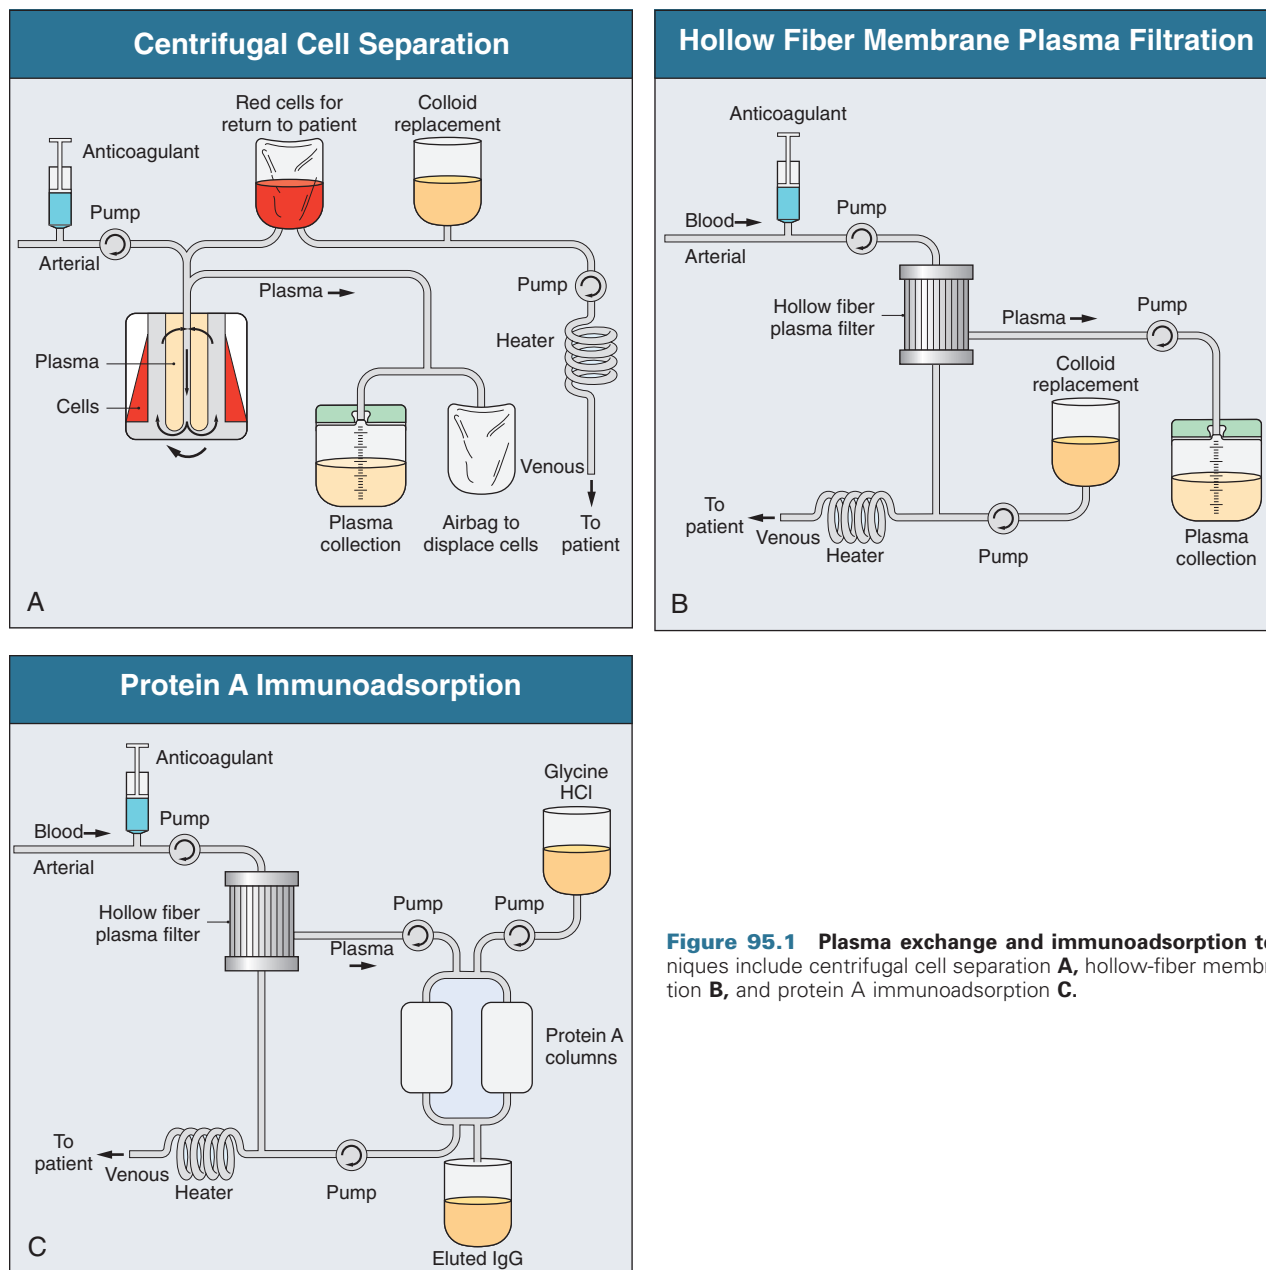 Centrifugal Cell Separation
Red cells for
return to patient
Colloid
replacement
Anticoagulant
Pump
Arterial
Plasma
Pump
Heater
Plasma
Cells
Venous
Plasma
collection
Airbag to
displace cells
To
patient
A
Hollow Fiber Membrane Plasma Filtration
Anticoagulant
Blood
Pump
Arterial
Hollow fiber
plasma filter
Plasma
Pump
Colloid
replacement
To
patient
Venous
Heater
Pump
Plasma
collection
B
Protein A Immunoadsorption
Anticoagulant
Glycine
HCl
Blood
Pump
Arterial
Hollow fiber
plasma filter
Pump
Pump
Plasma
Protein A
columns
To
patient
Venous
Heater
Pump
Eluted IgG
C
Figure 95.1 Plasma exchange and immunoadsorption te
niques include centrifugal cell separation A, hollow-fiber membr
tion B, and protein A immunoadsorption C.